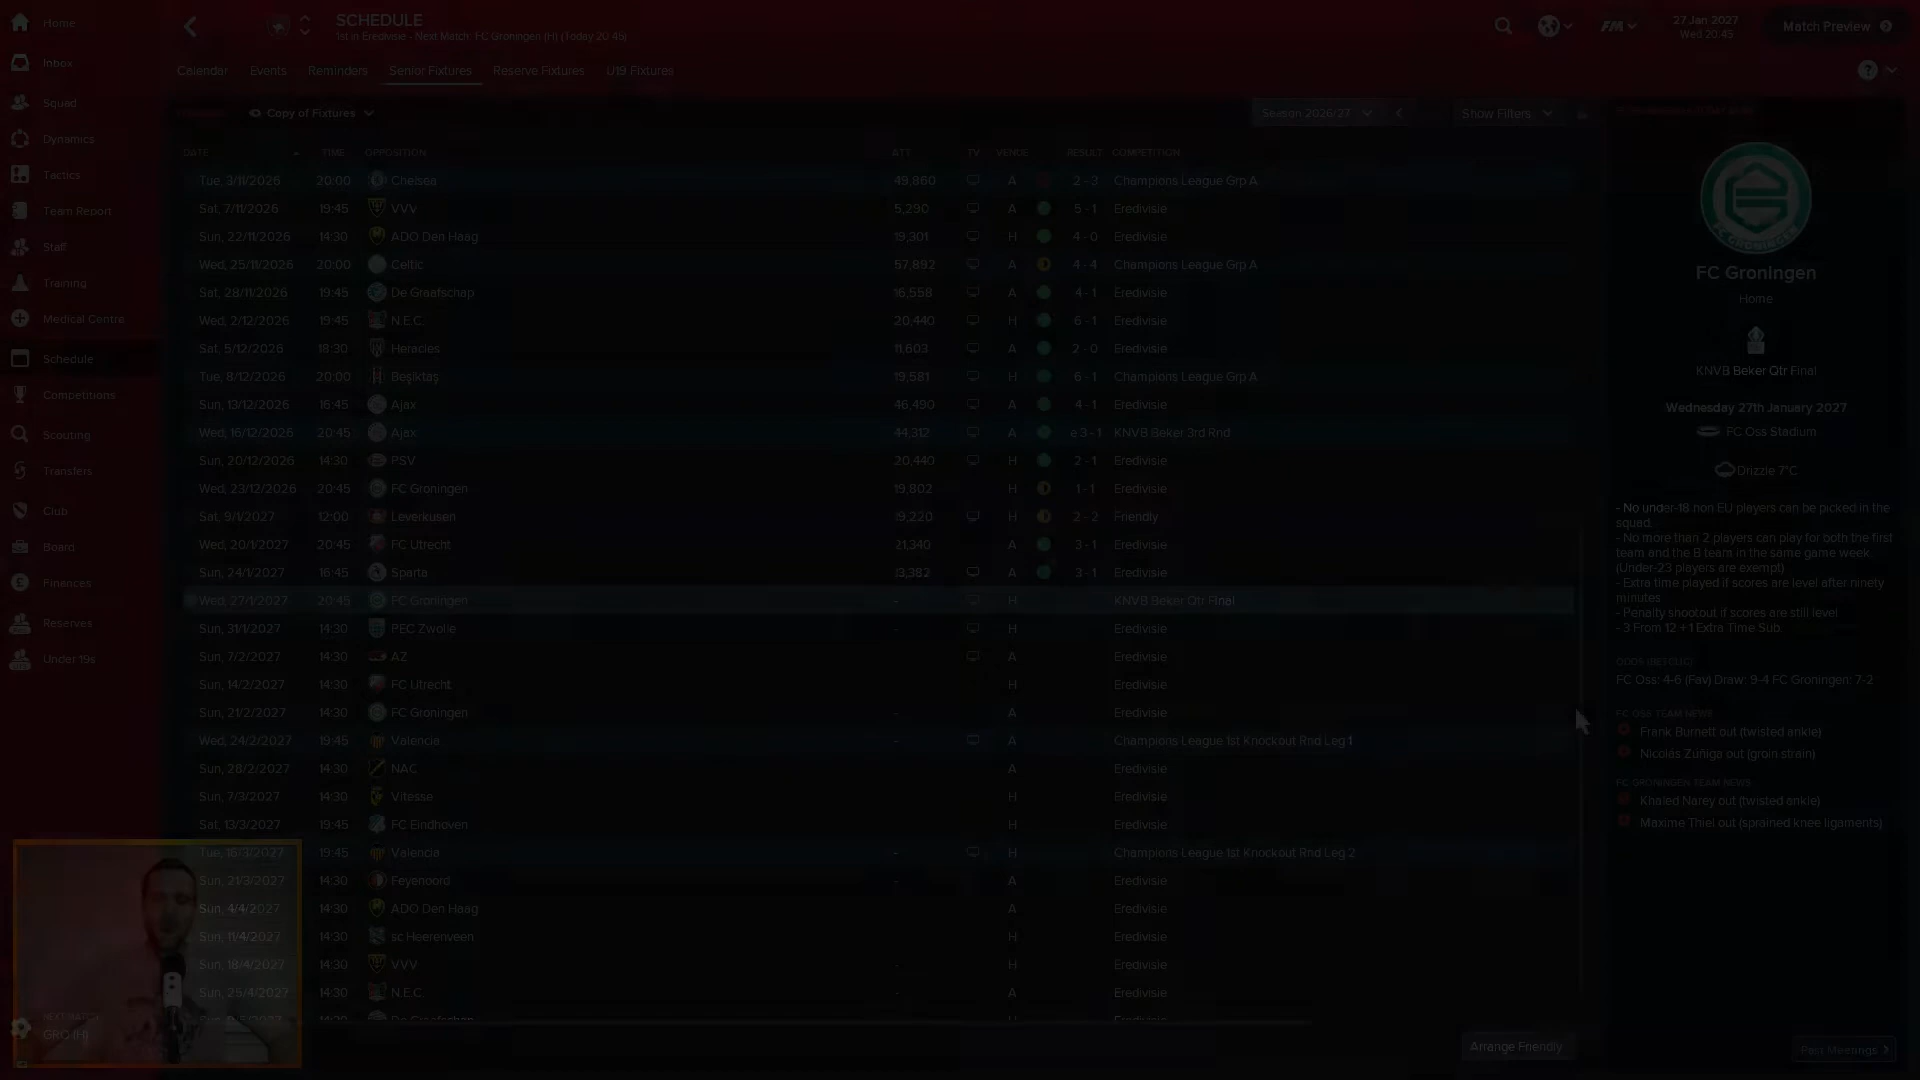 Home
Inbox
Squad
Dynamics
Tactics
Team Report
Staff
Training
Medical Centre
Schedule
Competitions
Scouting
Transfers
Club
Board
Finances
Reserves
Under 19s
NEXT MATCH
GRO (H)
SCHEDULE
1st in Eredivisie - Next Match: FC Groningen (H) (Today 20:45)
FM
27 Jan 2027
Wed 20:45
Match Preview
Calendar Events Reminders Senior Fixtures Reserve Fixtures U19 Fixtures
Copy of Fixtures
Season 2026/27
Show Filters
DATE TIME OPPOSITION ATT TV VENUE RESULT COMPETITION
Tue, 3/11/2026 20:00 Chelsea 49,860 A 2 - 3 Champions League Grp A
Sat, 7/11/2026 19:45 VVV 5,290 A 5 - 1 Eredivisie
Sun, 22/11/2026 14:30 ADO Den Haag 19,301 H 4 - 0 Eredivisie
Wed, 25/11/2026 20:00 Celtic 57,892 A 4 - 4 Champions League Grp A
Sat, 28/11/2026 19:45 De Graafschap 16,558 A 4 - 1 Eredivisie
Wed, 2/12/2026 19:45 N.E.C. 20,440 H 6 - 1 Eredivisie
Sat, 5/12/2026 18:30 Heracles 11,603 A 2 - 0 Eredivisie
Tue, 8/12/2026 20:00 Beşiktaş 19,581 H 6 - 1 Champions League Grp A
Sun, 13/12/2026 16:45 Ajax 46,490 A 4 - 1 Eredivisie
Wed, 16/12/2026 20:45 Ajax 44,312 A e 3 - 1 KNVB Beker 3rd Rnd
Sun, 20/12/2026 14:30 PSV 20,440 H 2 - 1 Eredivisie
Wed, 23/12/2026 20:45 FC Groningen 19,802 H 1 - 1 Eredivisie
Sat, 9/1/2027 12:00 Leverkusen 19,220 H 2 - 2 Friendly
Wed, 20/1/2027 20:45 FC Utrecht 21,340 A 3 - 1 Eredivisie
Sun, 24/1/2027 16:45 Sparta 13,382 A 3 - 1 Eredivisie
Wed, 27/1/2027 20:45 FC Groningen - H KNVB Beker Qtr Final
Sun, 31/1/2027 14:30 PEC Zwolle - H Eredivisie
Sun, 7/2/2027 14:30 AZ A Eredivisie
Sun, 14/2/2027 14:30 FC Utrecht H Eredivisie
Sun, 21/2/2027 14:30 FC Groningen - A Eredivisie
Wed, 24/2/2027 19:45 Valencia - A Champions League 1st Knockout Rnd Leg 1
Sun, 28/2/2027 14:30 NAC A Eredivisie
Sun, 7/3/2027 14:30 Vitesse H Eredivisie
Sat, 13/3/2027 19:45 FC Eindhoven H Eredivisie
Tue, 16/3/2027 19:45 Valencia - H Champions League 1st Knockout Rnd Leg 2
Sun, 21/3/2027 14:30 Feyenoord - A Eredivisie
Sun, 4/4/2027 14:30 ADO Den Haag A Eredivisie
Sun, 11/4/2027 14:30 sc Heerenveen H Eredivisie
Sun, 18/4/2027 14:30 VVV - H Eredivisie
Sun, 25/4/2027 14:30 N.E.C. - A Eredivisie
14:30 De Graafschap Eredivisie
Arrange Friendly
FC GRONINGEN
FC Groningen
Home
KNVB Beker Qtr Final
Wednesday 27th January 2027
FC Oss Stadium
Drizzle 7°C
- No under-18 non EU players can be picked in the
squad.
- No more than 2 players can play for both the first
team and the B team in the same game week.
(Under-23 players are exempt)
- Extra time played if scores are level after ninety
minutes
- Penalty shootout if scores are still level
- 3 From 12 + 1 Extra Time Sub.
ODDS (BETCLIC)
FC Oss: 4-6 (Fav) Draw: 9-4 FC Groningen: 7-2
FC OSS TEAM NEWS
Frank Burnett out (twisted ankle)
Nicolás Zúñiga out (groin strain)
FC GRONINGEN TEAM NEWS
Khaled Narey out (twisted ankle)
Maxime Thiel out (sprained knee ligaments)
Past Meetings